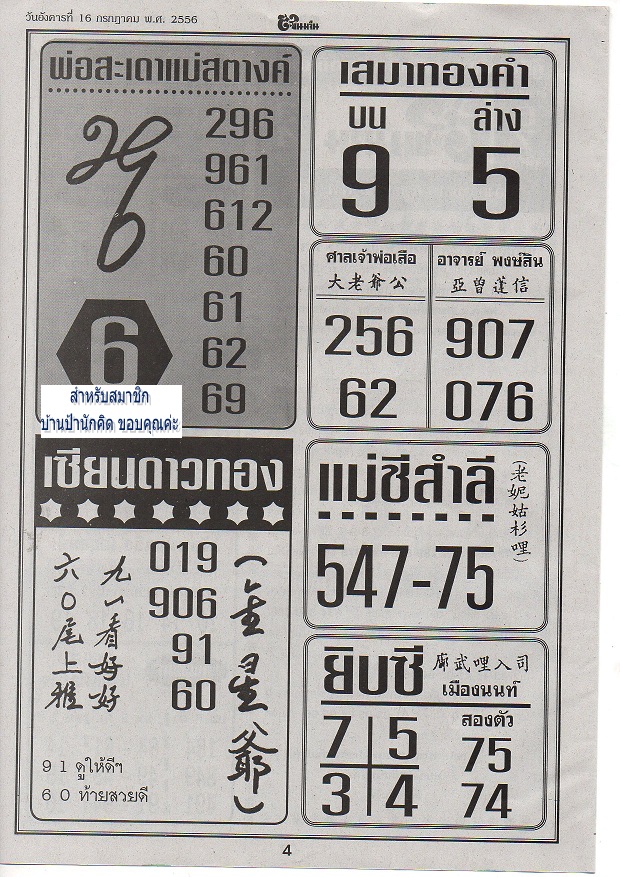 วันอังคารที่ 16 กรกฎาคม พ.ศ. 2556
พ่อสะเดาแม่สตางค์
296
961
612
60
61
62
69
6
สำหรับสมาชิก
บ้านป้านักคิด ขอบคุณค่ะ
เสมาทองคำ
บน ล่าง
9 5
ศาลเจ้าพ่อเสือ
大老爺公
256
62
อาจารย์ พงษ์สิน
亞曾蓬信
907
076
เซียนดาวทอง
019
906
91
60
九一看好好
六0尾上雅
(金星爺)
91 ดูให้ดีๆ
60 ท้ายสวยดี
แม่ชีสำลี
(老妮姑杉哩)
547-75
ยิบซี
廊武哩入司
เมืองนนท์
7 5
3 4
สองตัว
75
74
4